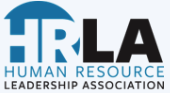 HRLA
HUMAN RESOURCE
LEADERSHIP ASSOCIATION